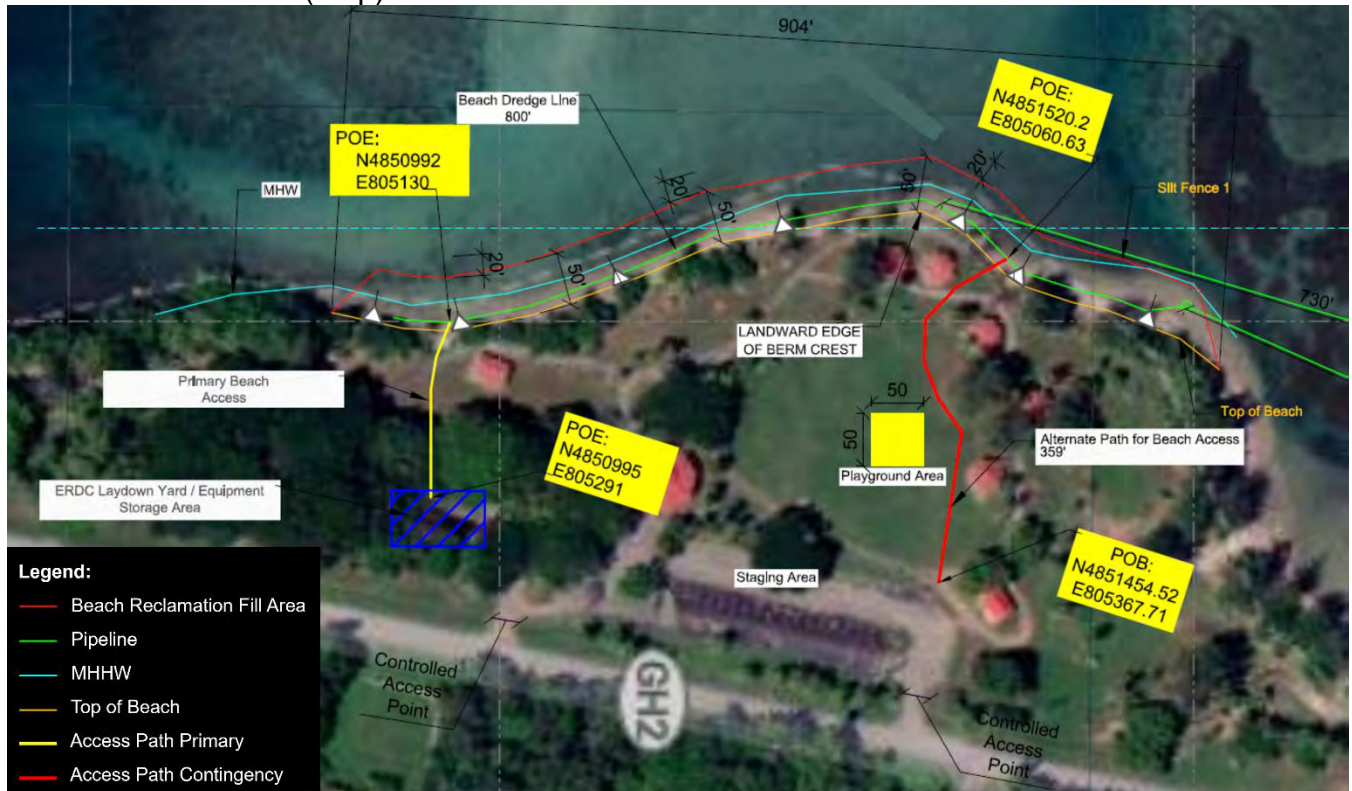 904'
Beach Dredge Line
800'
POE:
N4851520.2
E805060.63
POE:
N4850992
E805130
MHW
20'
20'
20'
50'
50'
50'
Silt Fence 1
730'
LANDWARD EDGE
OF BERM CREST
Primary Beach
Access
Top of Beach
POE:
N4850995
E805291
50
50
Playground Area
Alternate Path for Beach Access
359'
ERDC Laydown Yard / Equipment
Storage Area
Staging Area
POB:
N4851454.52
E805367.71
Controlled
Access
Point
GH2
Controlled
Access
Point
Legend:
Beach Reclamation Fill Area
Pipeline
MHHW
Top of Beach
Access Path Primary
Access Path Contingency